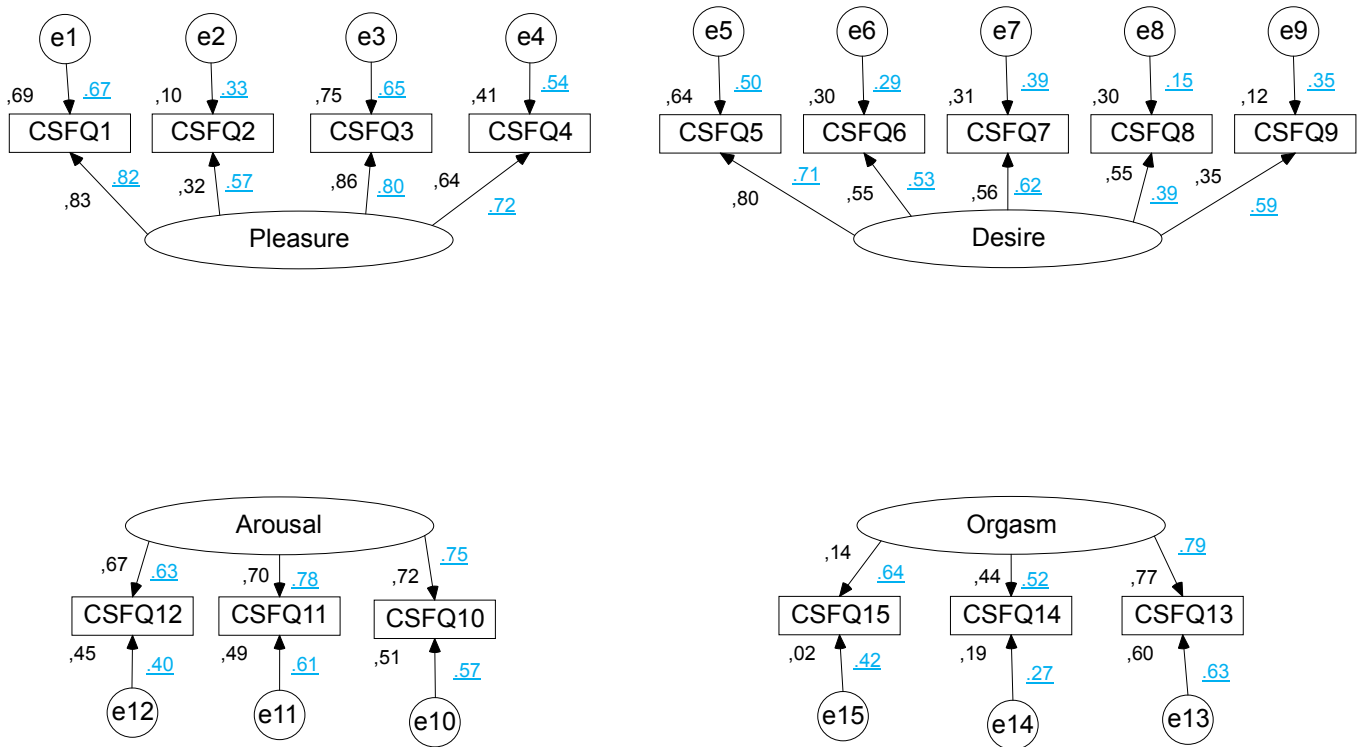 e1 e2 e3 e4 e5 e6 e7 e8 e9
,69 .67 ,10 .33 ,75 .65 ,41 .54 ,64 .50 ,30 .29 ,31 .39 ,30 .15 ,12 .35
CSFQ1 CSFQ2 CSFQ3 CSFQ4 CSFQ5 CSFQ6 CSFQ7 CSFQ8 CSFQ9
,83 .82 ,32 .57 ,86 .80 ,64 .72 ,80 .71 ,55 .53 ,56 .62 ,55 .39 ,35 .59
Pleasure Desire
Arousal Orgasm
,67 .63 ,70 .78 ,72 .75 ,14 .64 ,44 .52 ,77 .79
CSFQ12 CSFQ11 CSFQ10 CSFQ15 CSFQ14 CSFQ13
,45 .40 ,49 .61 ,51 .57 ,02 .42 ,19 .27 ,60 .63
e12 e11 e10 e15 e14 e13